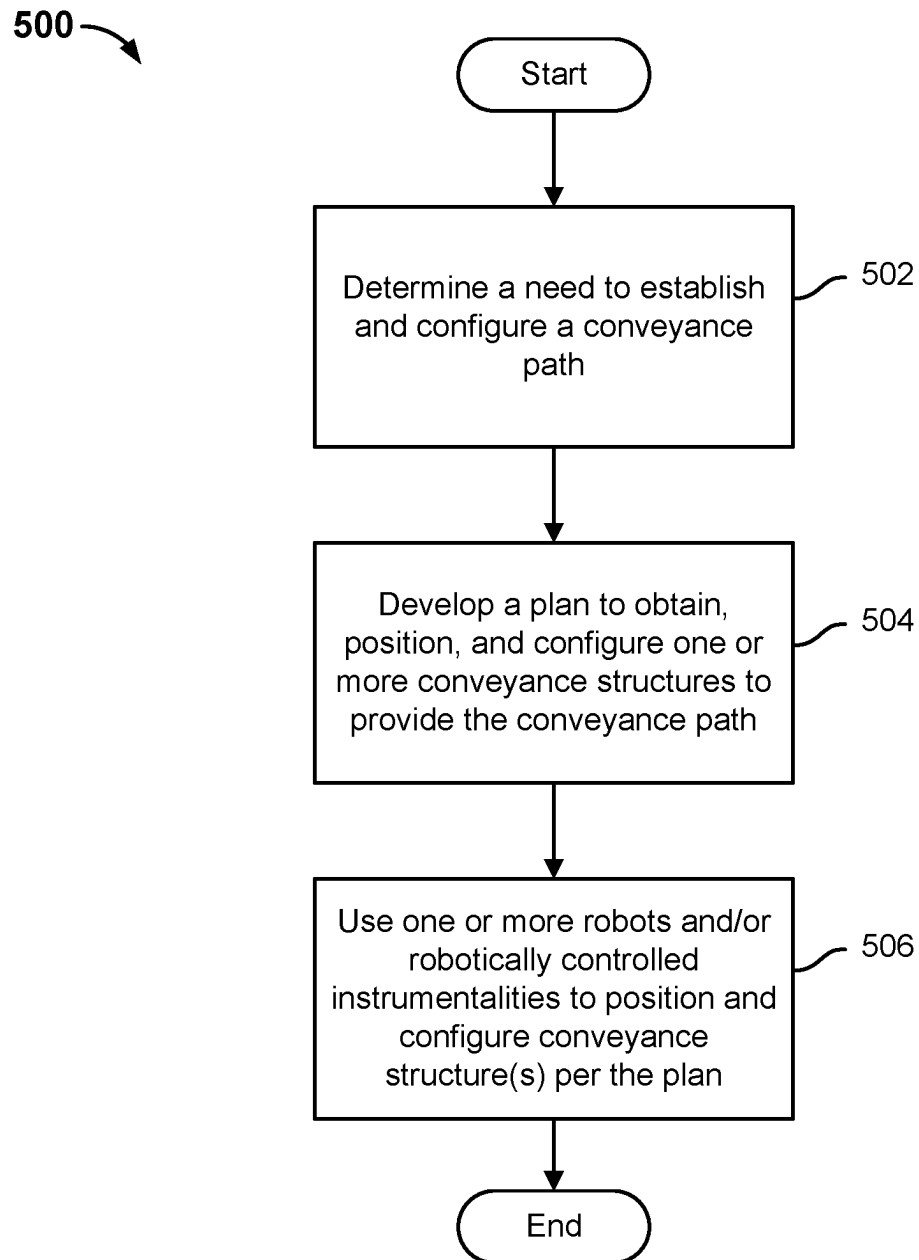 500
Start
Determine a need to establish
and configure a conveyance
path
502
Develop a plan to obtain,
position, and configure one or
more conveyance structures to
provide the conveyance path
504
Use one or more robots and/or
robotically controlled
instrumentalities to position and
configure conveyance
structure(s) per the plan
506
End